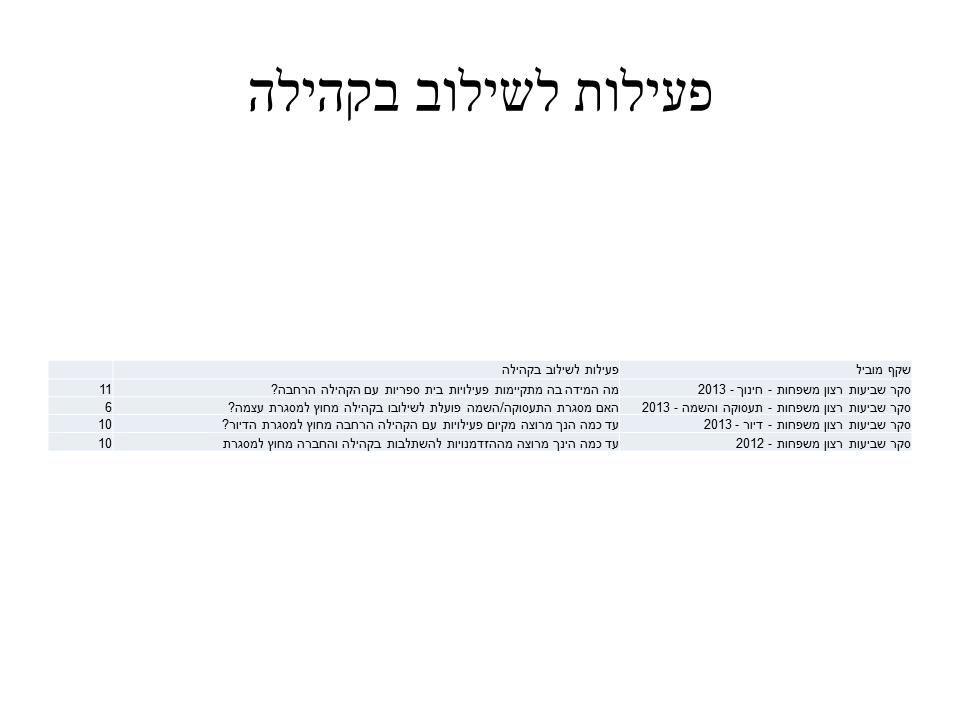 פעילות לשילוב בקהילה
שקף מוביל פעילות לשילוב בקהילה
סקר שביעות רצון משפחות - חינוך - 2013 מה המידה בה מתקיימות פעילויות בית ספריות עם הקהילה הרחבה? 11
סקר שביעות רצון משפחות - תעסוקה והשמה - 2013 האם מסגרת התעסוקה/השמה פועלת לשילובו בקהילה מחוץ למסגרת עצמה? 6
סקר שביעות רצון משפחות - דיור - 2013 עד כמה הנך מרוצה מקיום פעילויות עם הקהילה הרחבה מחוץ למסגרת הדיור? 10
סקר שביעות רצון משפחות - 2012 עד כמה הינך מרוצה מההזדמנויות להשתלבות בקהילה והחברה מחוץ למסגרת 10